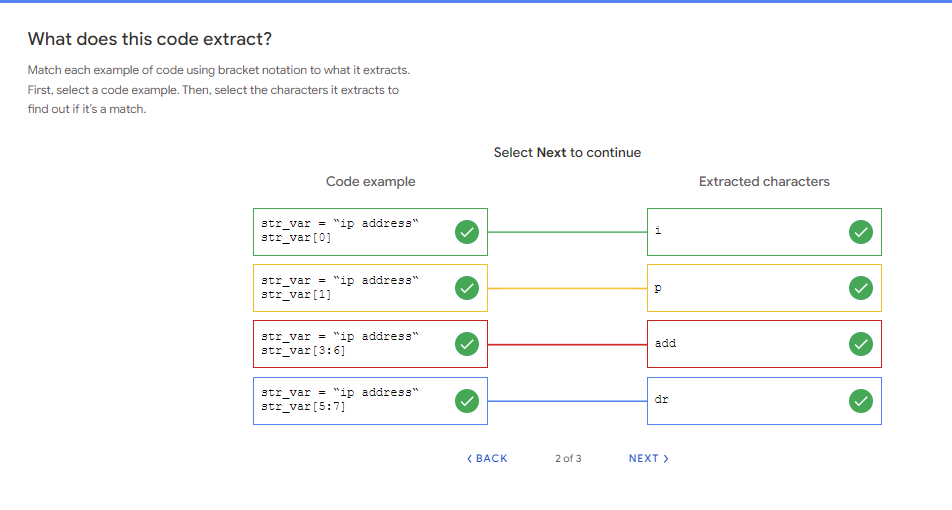 What does this code extract?
Match each example of code using bracket notation to what it extracts.
First, select a code example. Then, select the characters it extracts to
find out if it's a match.
Select Next to continue
Code example
Extracted characters
str_var = "ip address"
str_var[0]
i
str_var = "ip address"
str_var[1]
p
str_var = "ip address"
str_var[3:6]
add
str_var = "ip address"
str_var[5:7]
dr
BACK
2 of 3
NEXT